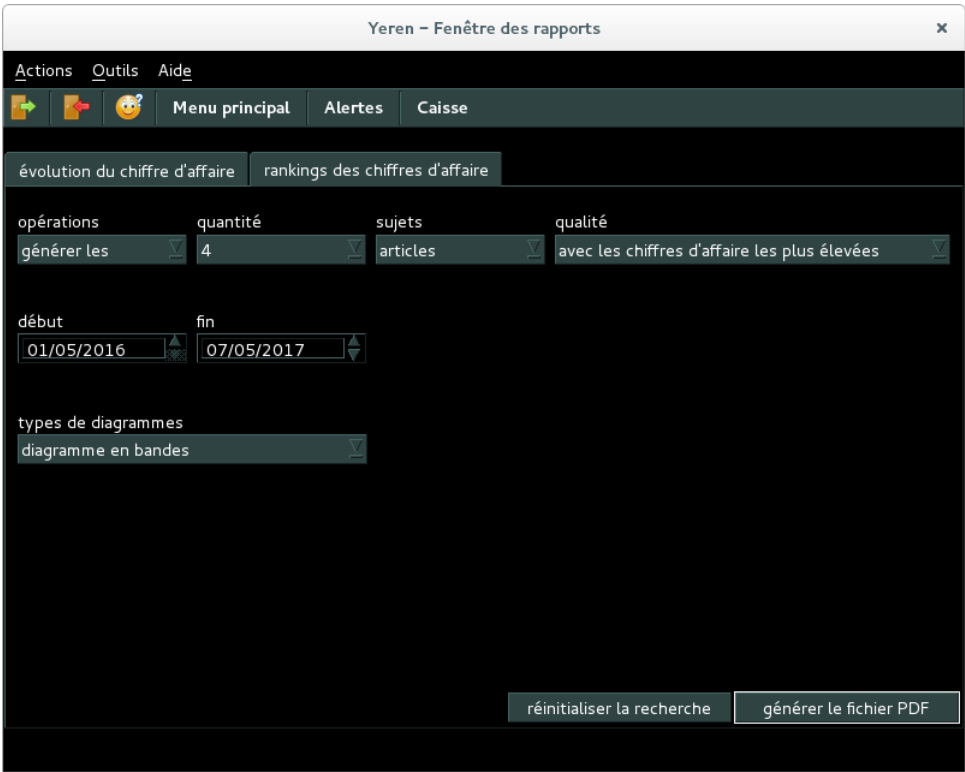 Yeren – Fenêtre des rapports
Actions Outils Aide
Menu principal Alertes Caisse
évolution du chiffre d'affaire rankings des chiffres d'affaire
opérations quantité sujets qualité
générer les 4 articles avec les chiffres d'affaire les plus élevées
début fin
01/05/2016 07/05/2017
types de diagrammes
diagramme en bandes
réinitialiser la recherche générer le fichier PDF